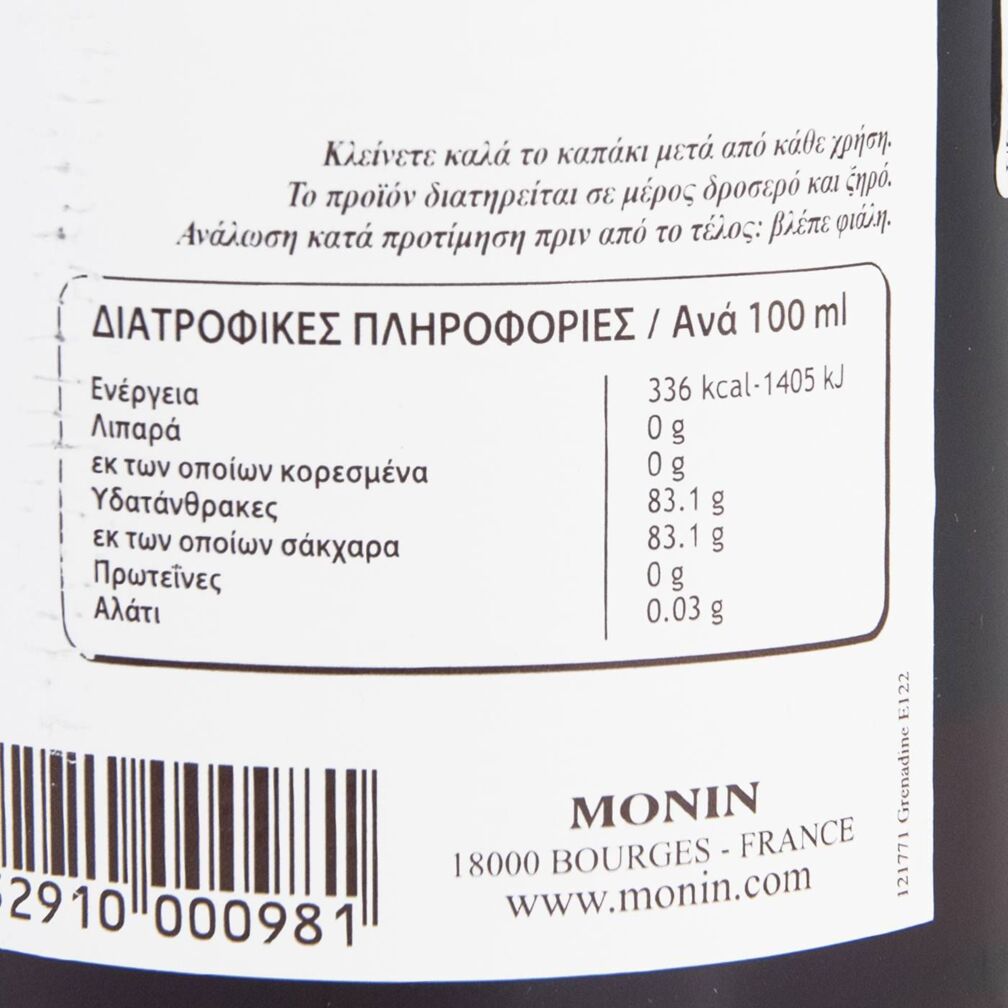 Κλείνετε καλά το καπάκι μετά από κάθε χρήση.
Το προϊόν διατηρείται σε μέρος δροσερό και ξηρό.
Ανάλωση κατά προτίμηση πριν από το τέλος: βλέπε φιάλη.
ΔΙΑΤΡΟΦΙΚΕΣ ΠΛΗΡΟΦΟΡΙΕΣ / Ανά 100 ml
Ενέργεια 336 kcal-1405 kJ
Λιπαρά 0 g
εκ των οποίων κορεσμένα 0 g
Υδατάνθρακες 83.1 g
εκ των οποίων σάκχαρα 83.1 g
Πρωτεΐνες 0 g
Αλάτι 0.03 g
2910 000981
MONIN
18000 BOURGES - FRANCE
www.monin.com
121771 Grenadine E122